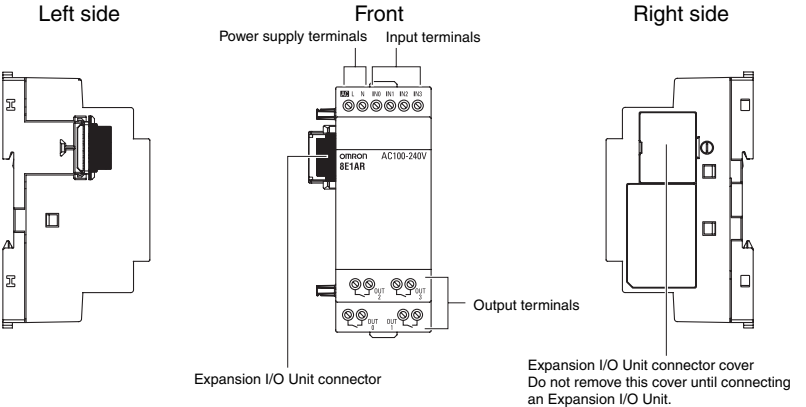 Left side
Front
Right side
Power supply terminals
Input terminals
AC L N IN0 IN1 IN2 IN3
OMRON AC100-240V
8E1AR
OUT 2
OUT 3
OUT 0
OUT 1
Output terminals
Expansion I/O Unit connector
Expansion I/O Unit connector cover
Do not remove this cover until connecting
an Expansion I/O Unit.